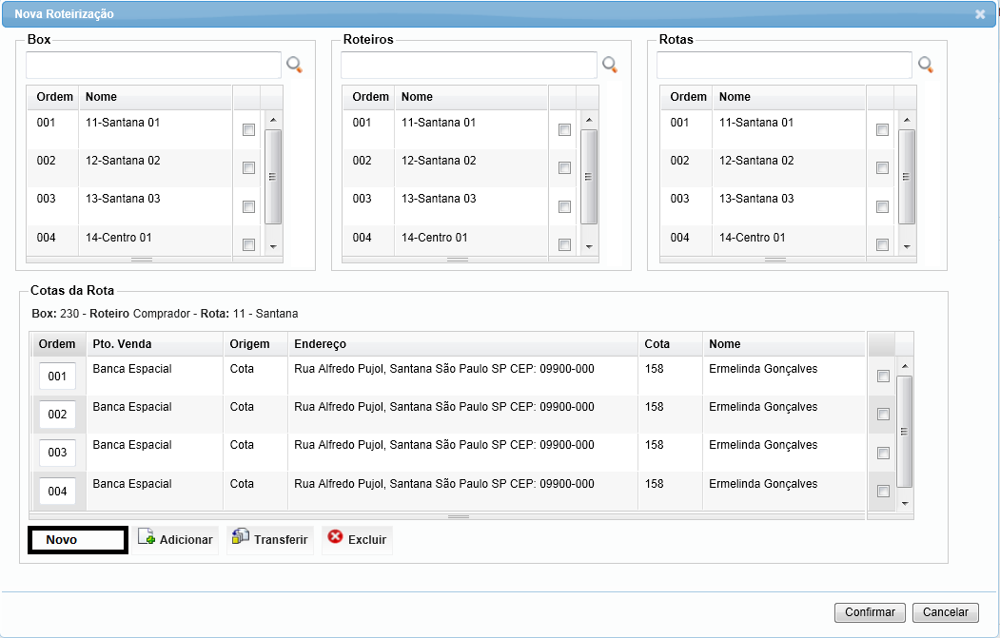 Nova Roteirização
Box Roteiros Rotas
Ordem Nome Ordem Nome Ordem Nome
001 11-Santana 01 001 11-Santana 01 001 11-Santana 01
002 12-Santana 02 002 12-Santana 02 002 12-Santana 02
003 13-Santana 03 003 13-Santana 03 003 13-Santana 03
004 14-Centro 01 004 14-Centro 01 004 14-Centro 01
Cotas da Rota
Box: 230 - Roteiro Comprador - Rota: 11 - Santana
Ordem Pto. Venda Origem Endereço Cota Nome
001 Banca Espacial Cota Rua Alfredo Pujol, Santana São Paulo SP CEP: 09900-000 158 Ermelinda Gonçalves
002 Banca Espacial Cota Rua Alfredo Pujol, Santana São Paulo SP CEP: 09900-000 158 Ermelinda Gonçalves
003 Banca Espacial Cota Rua Alfredo Pujol, Santana São Paulo SP CEP: 09900-000 158 Ermelinda Gonçalves
004 Banca Espacial Cota Rua Alfredo Pujol, Santana São Paulo SP CEP: 09900-000 158 Ermelinda Gonçalves
Novo Adicionar Transferir Excluir
Confirmar Cancelar